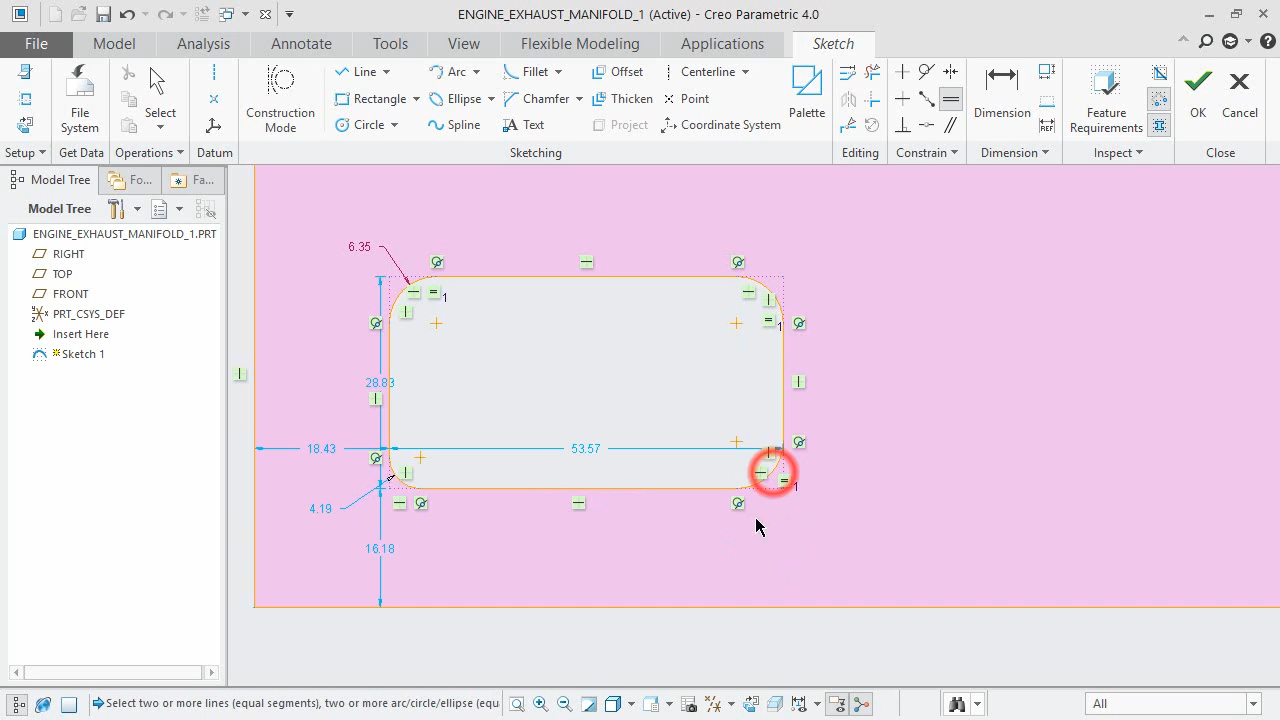 ENGINE_EXHAUST_MANIFOLD_1 (Active) - Creo Parametric 4.0
File Model Analysis Annotate Tools View Flexible Modeling Applications Sketch
Line Arc Fillet Offset Centerline
Rectangle Ellipse Chamfer Thicken Point
Circle Spline Text Project Coordinate System
File System
Select
Construction Mode
Palette
Dimension
Feature Requirements
OK
Cancel
Setup Get Data Operations Datum Sketching Editing Constrain Dimension Inspect Close
Model Tree Fo... Fa...
Model Tree
ENGINE_EXHAUST_MANIFOLD_1.PRT
RIGHT
TOP
FRONT
PRT_CSYS_DEF
Insert Here
Sketch 1
6.35
1
1
28.83
18.43
53.57
1
4.19
16.18
Select two or more lines (equal segments), two or more arc/circle/ellipse (equ
All